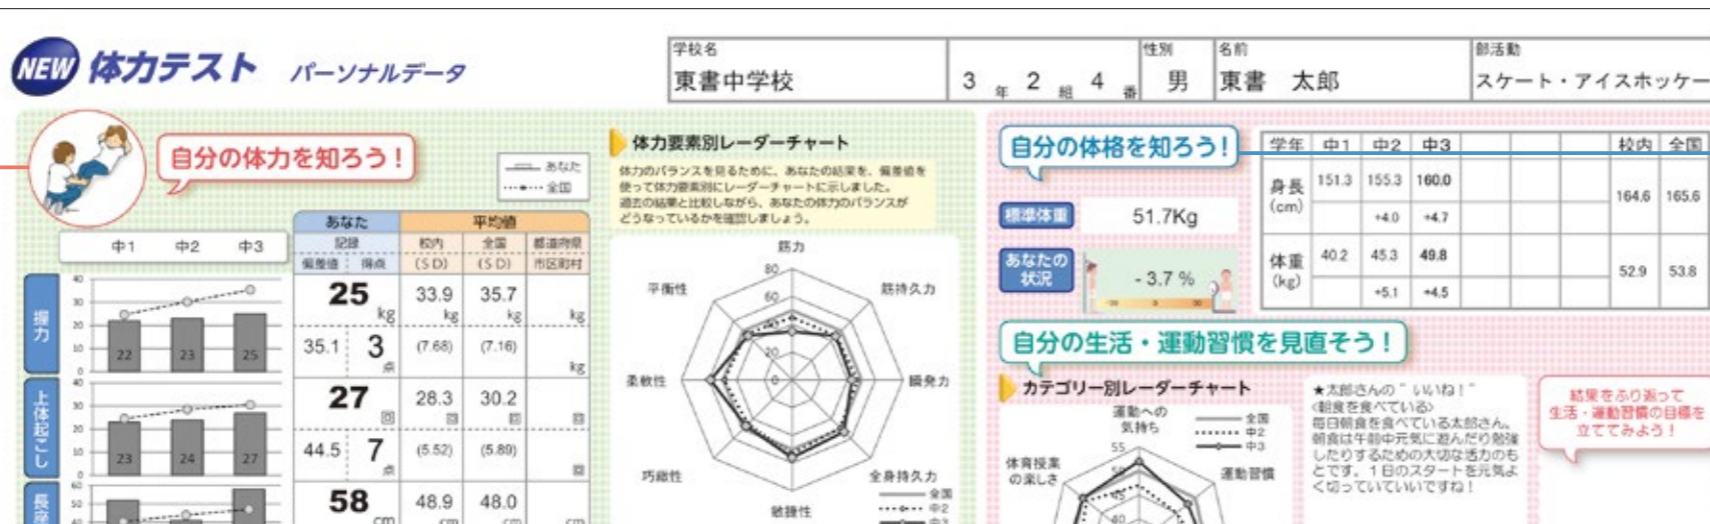 NEW 体力テスト パーソナルデータ
学校名
東書中学校
3年 2組 4番
性別
男
名前
東書 太郎
部活動
スケート・アイスホッケー
自分の体力を知ろう!
あなた
全国
中1 中2 中3
あなた 平均値
記録 校内 全国 都道府県
偏差値 得点 (SD) (SD) 市区町村
握力
40
30
20
10
0
22 23 25
25kg 33.9kg 35.7kg kg
35.1 3点 (7.68) (7.16) kg
上体起こし
40
30
20
10
0
23 24 27
27回 28.3回 30.2回 回
44.5 7点 (5.52) (5.89) 回
長座
60
50
40
58cm 48.9cm 48.0cm cm
体力要素別レーダーチャート
体力のバランスを見るために、あなたの結果を、偏差値を
使って体力要素別にレーダーチャートに示しました。
過去の結果と比較しながら、あなたの体力のバランスが
どうなっているかを確認しましょう。
筋力
筋持久力
瞬発力
全身持久力
敏捷性
巧緻性
柔軟性
平衡性
80
60
40
20
0
全国
中2
中3
自分の体格を知ろう!
標準体重 51.7Kg
あなたの
状況
- 3.7 %
学年 中1 中2 中3 校内 全国
身長
(cm)
151.3 155.3 160.0 164.6 165.6
+4.0 +4.7
体重
(kg)
40.2 45.3 49.8 52.9 53.8
+5.1 +4.5
自分の生活・運動習慣を見直そう!
カテゴリー別レーダーチャート
運動への
気持ち
全国
中2
中3
55
45
40
体育授業
の楽しさ
運動習慣
★太郎さんの"いいね!"
<朝食を食べている>
毎日朝食を食べている太郎さん。
朝食は午前中元気に遊んだり勉強
したりするための大切な活力のも
とです。1日のスタートを元気よ
く切っていていいですね!
結果をふり返って
生活・運動習慣の目標を
立ててみよう!